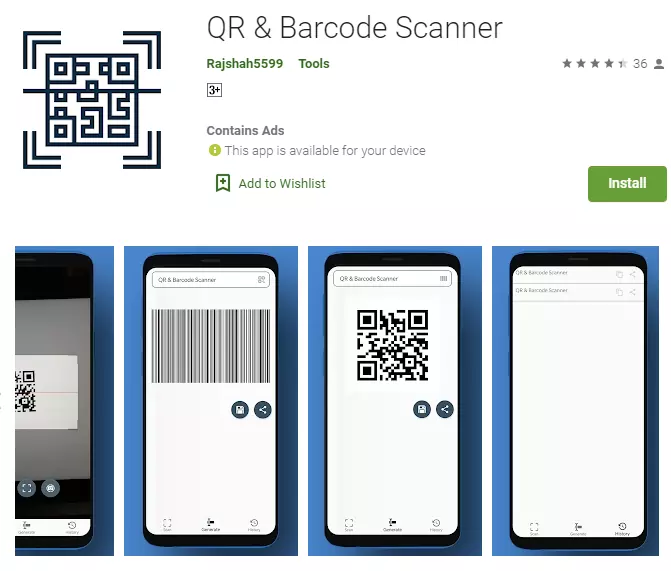 QR & Barcode Scanner
Rajshah5599 Tools
36
3+
Contains Ads
This app is available for your device
Add to Wishlist
Install
Generate History
QR & Barcode Scanner
Scan Generate History
QR & Barcode Scanner
Scan Generate History
QR & Barcode Scanner
QR & Barcode Scanner
Scan Generate History